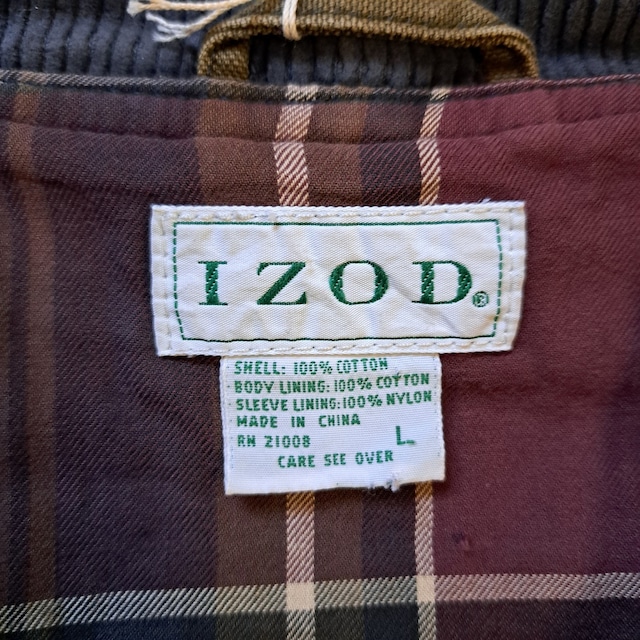 IZOD®
SHELL: 100% COTTON
BODY LINING: 100% COTTON
SLEEVE LINING: 100% NYLON
MADE IN CHINA
RN 21008 L
CARE SEE OVER